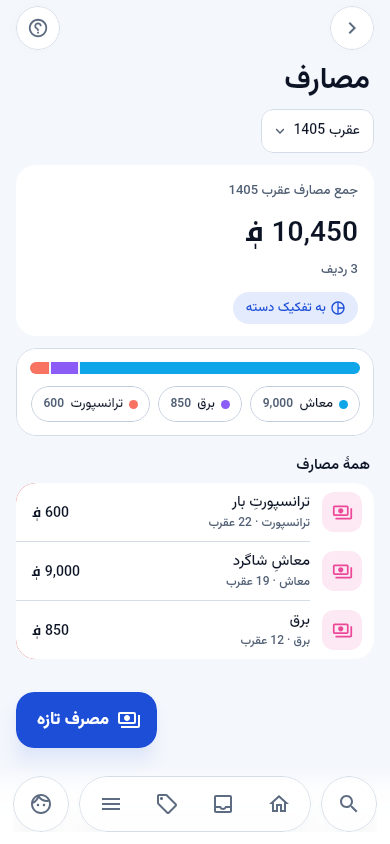 مصارف
عقرب 1405
جمع مصارف عقرب 1405
10,450 ؋
3 ردیف
به تفکیک دسته
معاش 9,000
برق 850
ترانسپورت 600
همهٔ مصارف
ترانسپورتِ بار
600 ؋
ترانسپورت · 22 عقرب
معاشِ شاگرد
9,000 ؋
معاش · 19 عقرب
برق
850 ؋
برق · 12 عقرب
مصرف تازه